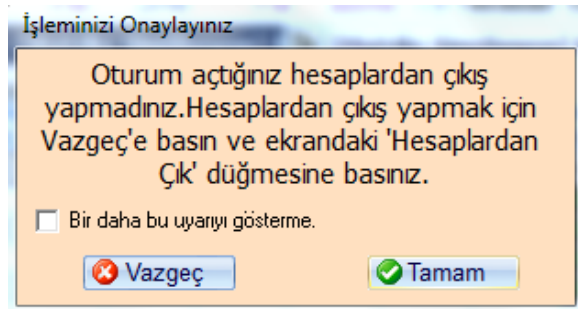 İşleminizi Onaylayınız
Oturum açtığınız hesaplardan çıkış
yapmadınız.Hesaplardan çıkış yapmak için
Vazgeç'e basın ve ekrandaki 'Hesaplardan
Çık' düğmesine basınız.
Bir daha bu uyarıyı gösterme.
Vazgeç
Tamam